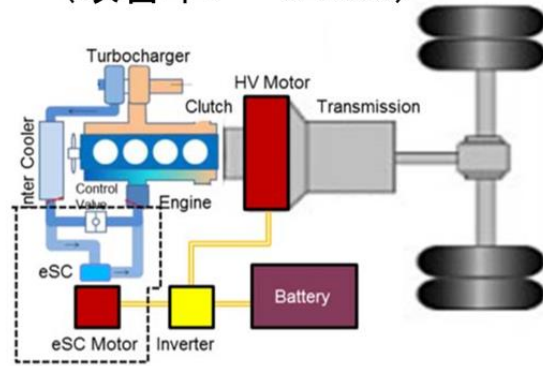 Turbocharger
HV Motor
Clutch
Transmission
Inter Cooler
Control
Valve
Engine
eSC
Battery
eSC Motor
Inverter